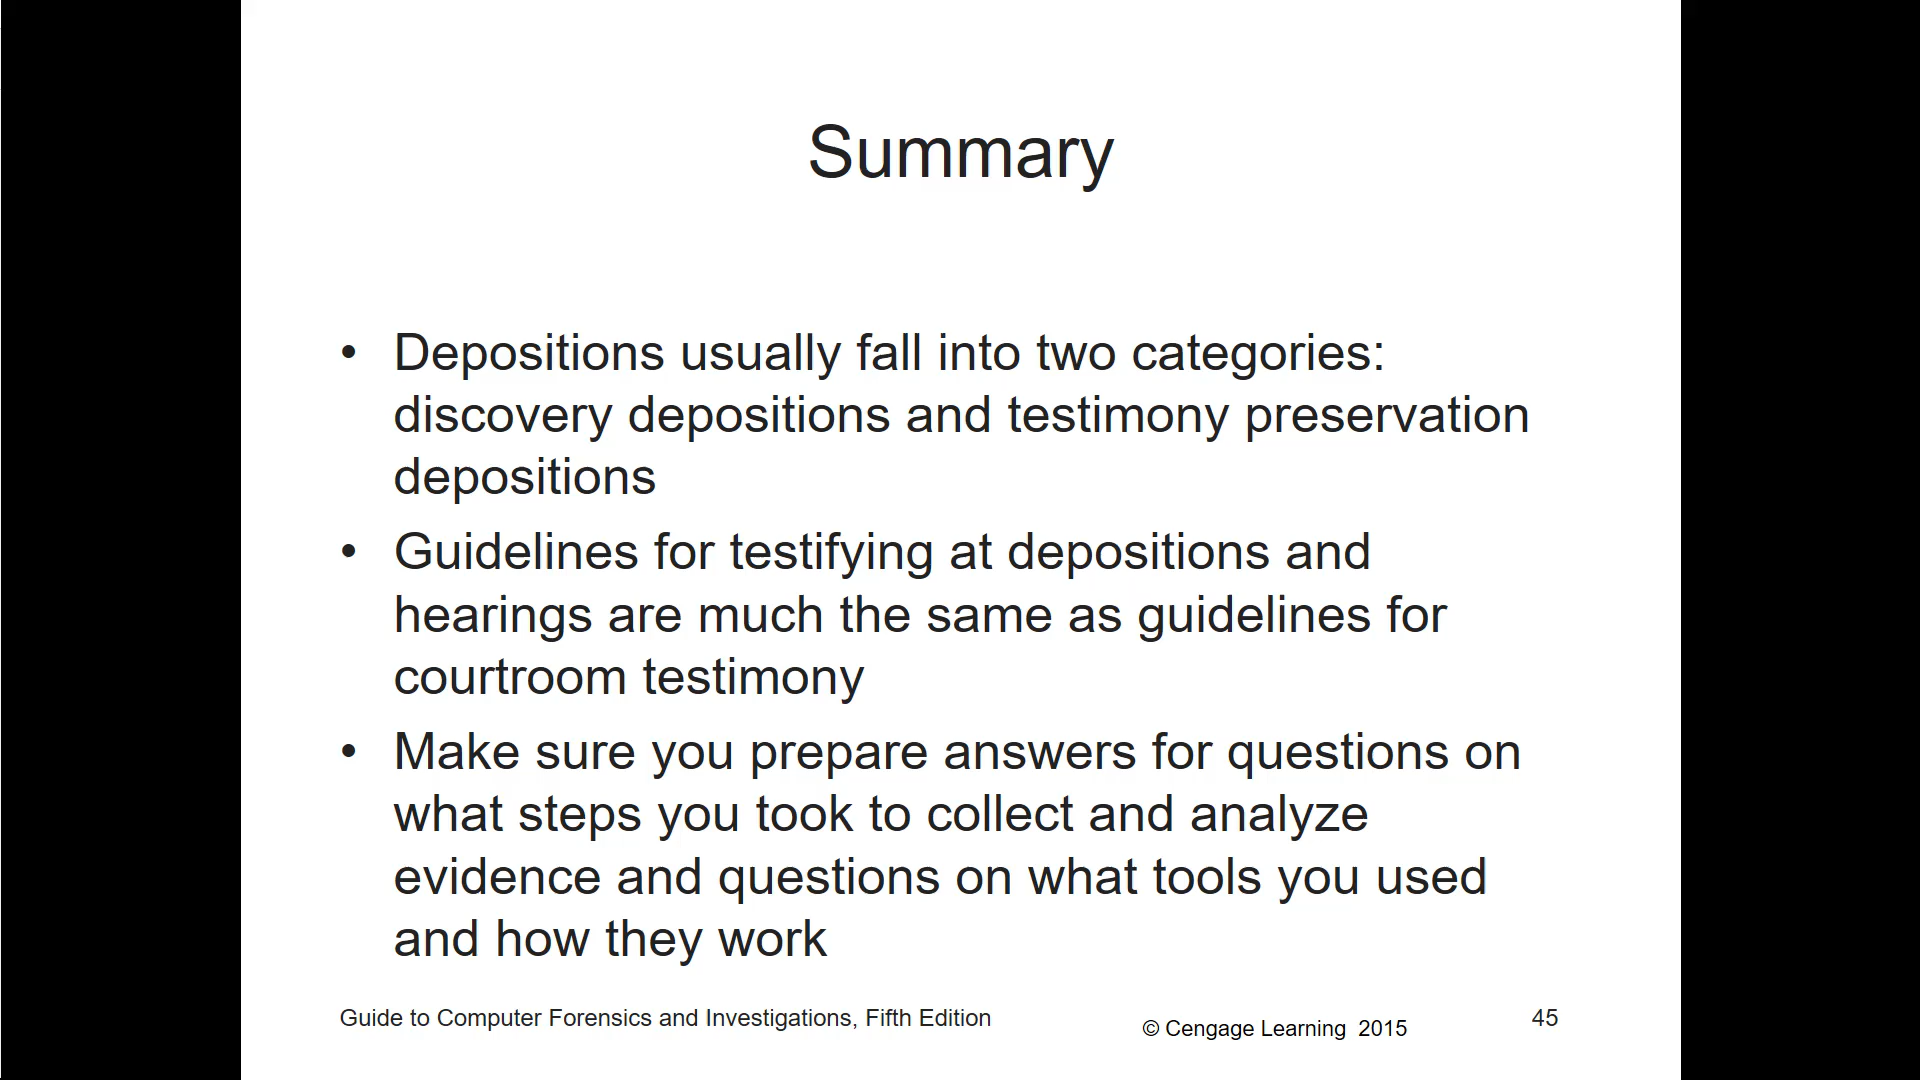 Summary
• Depositions usually fall into two categories:
discovery depositions and testimony preservation
depositions
• Guidelines for testifying at depositions and
hearings are much the same as guidelines for
courtroom testimony
• Make sure you prepare answers for questions on
what steps you took to collect and analyze
evidence and questions on what tools you used
and how they work
Guide to Computer Forensics and Investigations, Fifth Edition
© Cengage Learning 2015
45